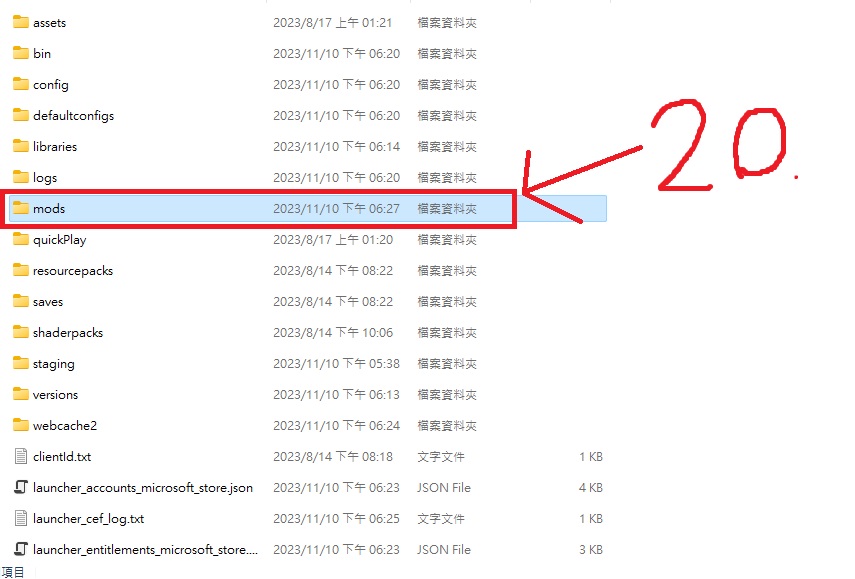 assets 2023/8/17 上午 01:21 檔案資料夾
bin 2023/11/10 下午 06:20 檔案資料夾
config 2023/11/10 下午 06:20 檔案資料夾
defaultconfigs 2023/11/10 下午 06:20 檔案資料夾
libraries 2023/11/10 下午 06:14 檔案資料夾
logs 2023/11/10 下午 06:20 檔案資料夾
mods 2023/11/10 下午 06:27 檔案資料夾
20.
quickPlay 2023/8/17 上午 01:20 檔案資料夾
resourcepacks 2023/8/14 下午 08:22 檔案資料夾
saves 2023/8/14 下午 08:22 檔案資料夾
shaderpacks 2023/8/14 下午 10:06 檔案資料夾
staging 2023/11/10 下午 05:38 檔案資料夾
versions 2023/11/10 下午 06:13 檔案資料夾
webcache2 2023/11/10 下午 06:24 檔案資料夾
clientId.txt 2023/8/14 下午 08:18 文字文件 1 KB
launcher_accounts_microsoft_store.json 2023/11/10 下午 06:23 JSON File 4 KB
launcher_cef_log.txt 2023/11/10 下午 06:25 文字文件 1 KB
launcher_entitlements_microsoft_store.... 2023/11/10 下午 06:23 JSON File 3 KB
項目